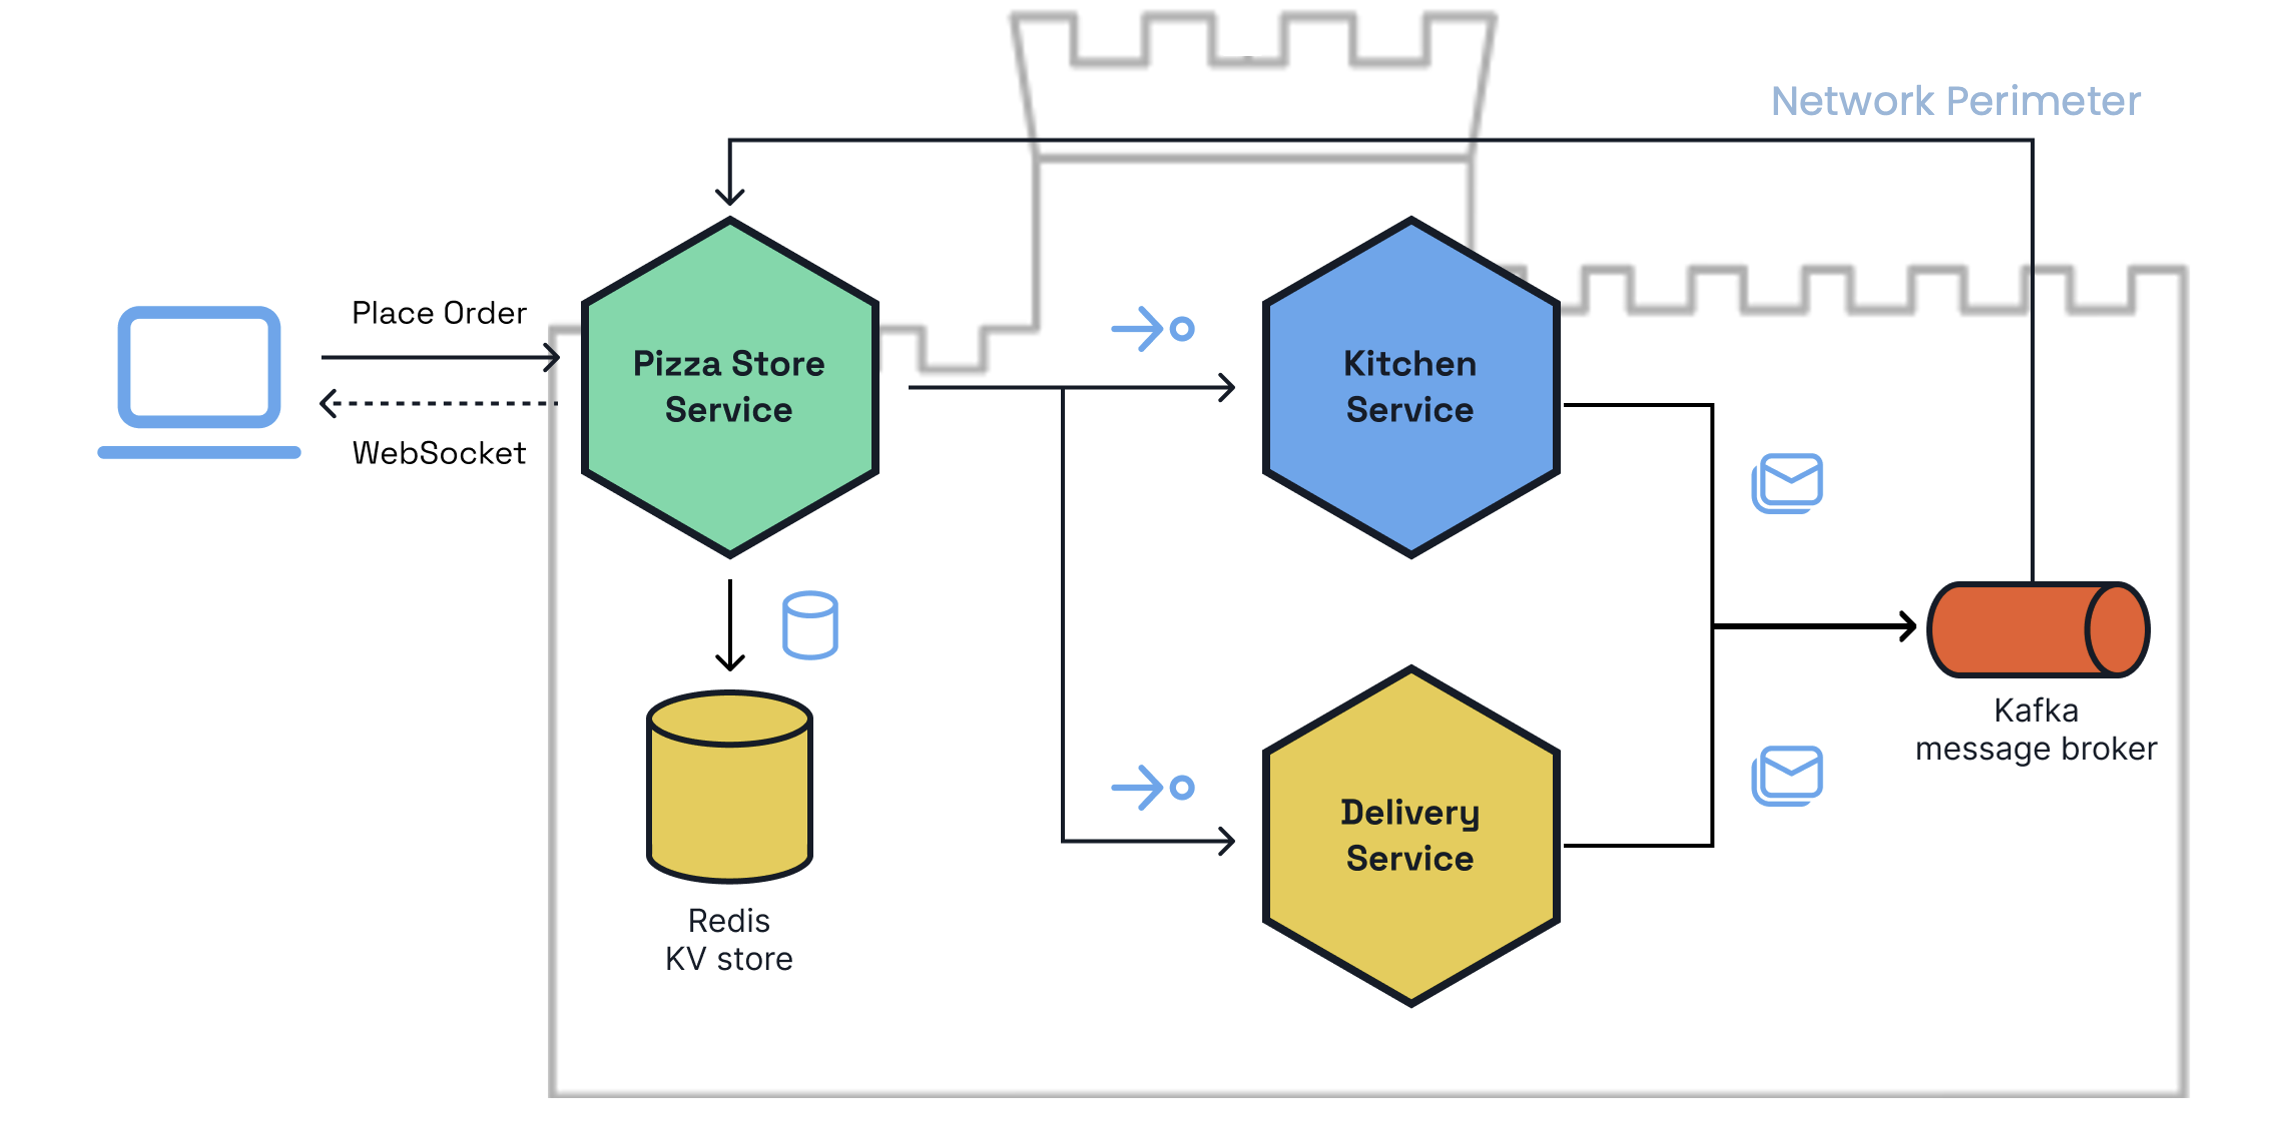 Network Perimeter
Place Order
WebSocket
Pizza Store
Service
Kitchen
Service
Delivery
Service
Redis
KV store
Kafka
message broker